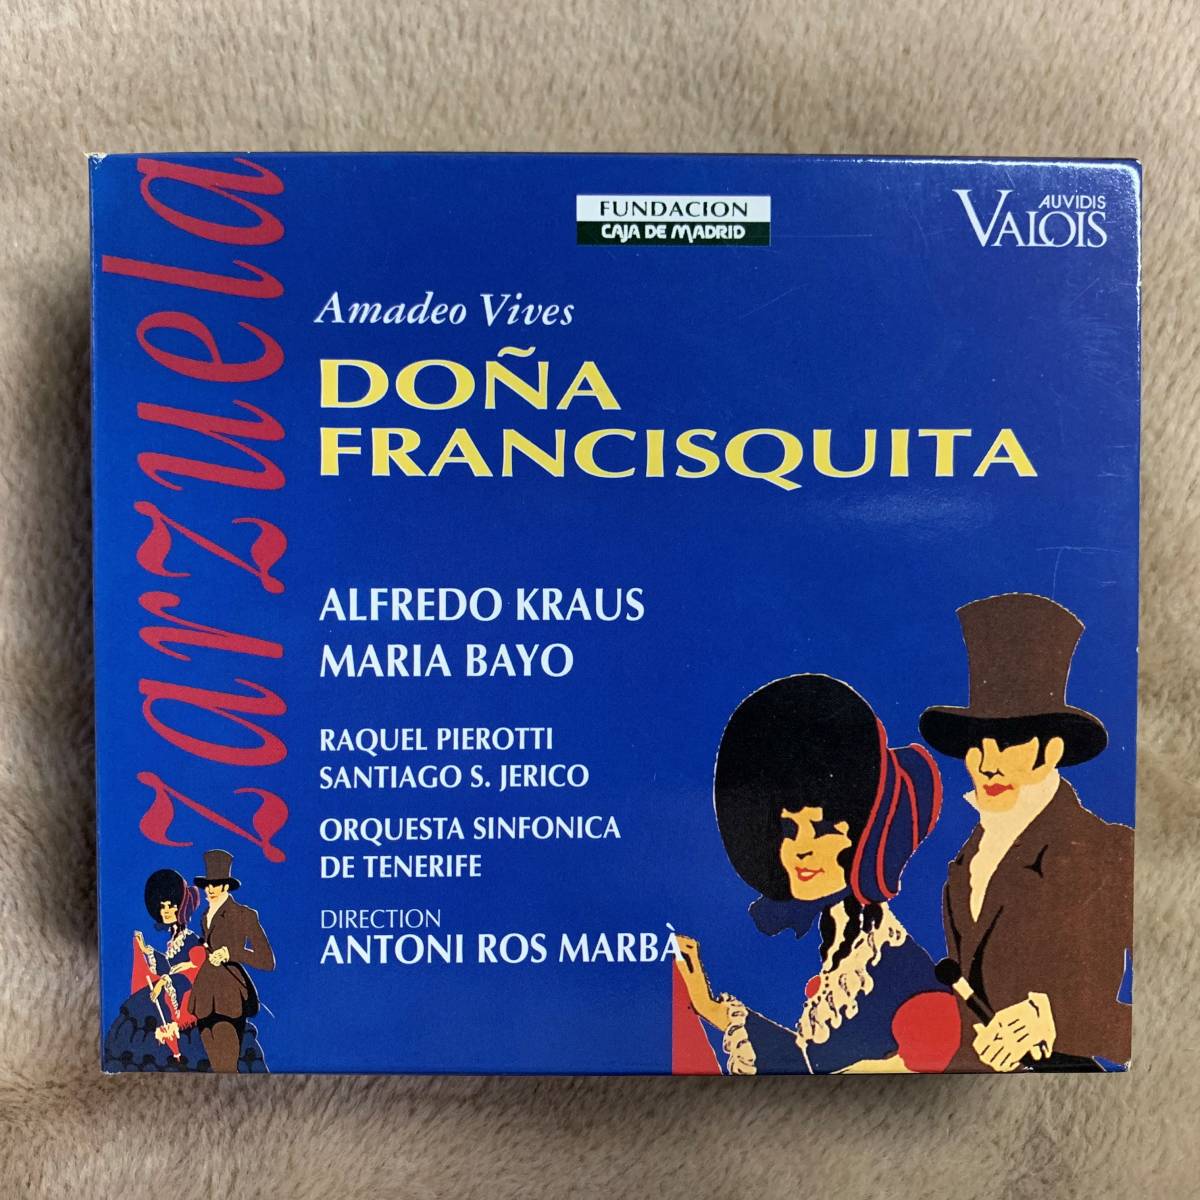 zarzuela
FUNDACION
CAJA DE MADRID
AUVIDIS
VALOIS
Amadeo Vives
DOÑA
FRANCISQUITA
ALFREDO KRAUS
MARIA BAYO
RAQUEL PIEROTTI
SANTIAGO S. JERICO
ORQUESTA SINFONICA
DE TENERIFE
DIRECTION
ANTONI ROS MARBÀ